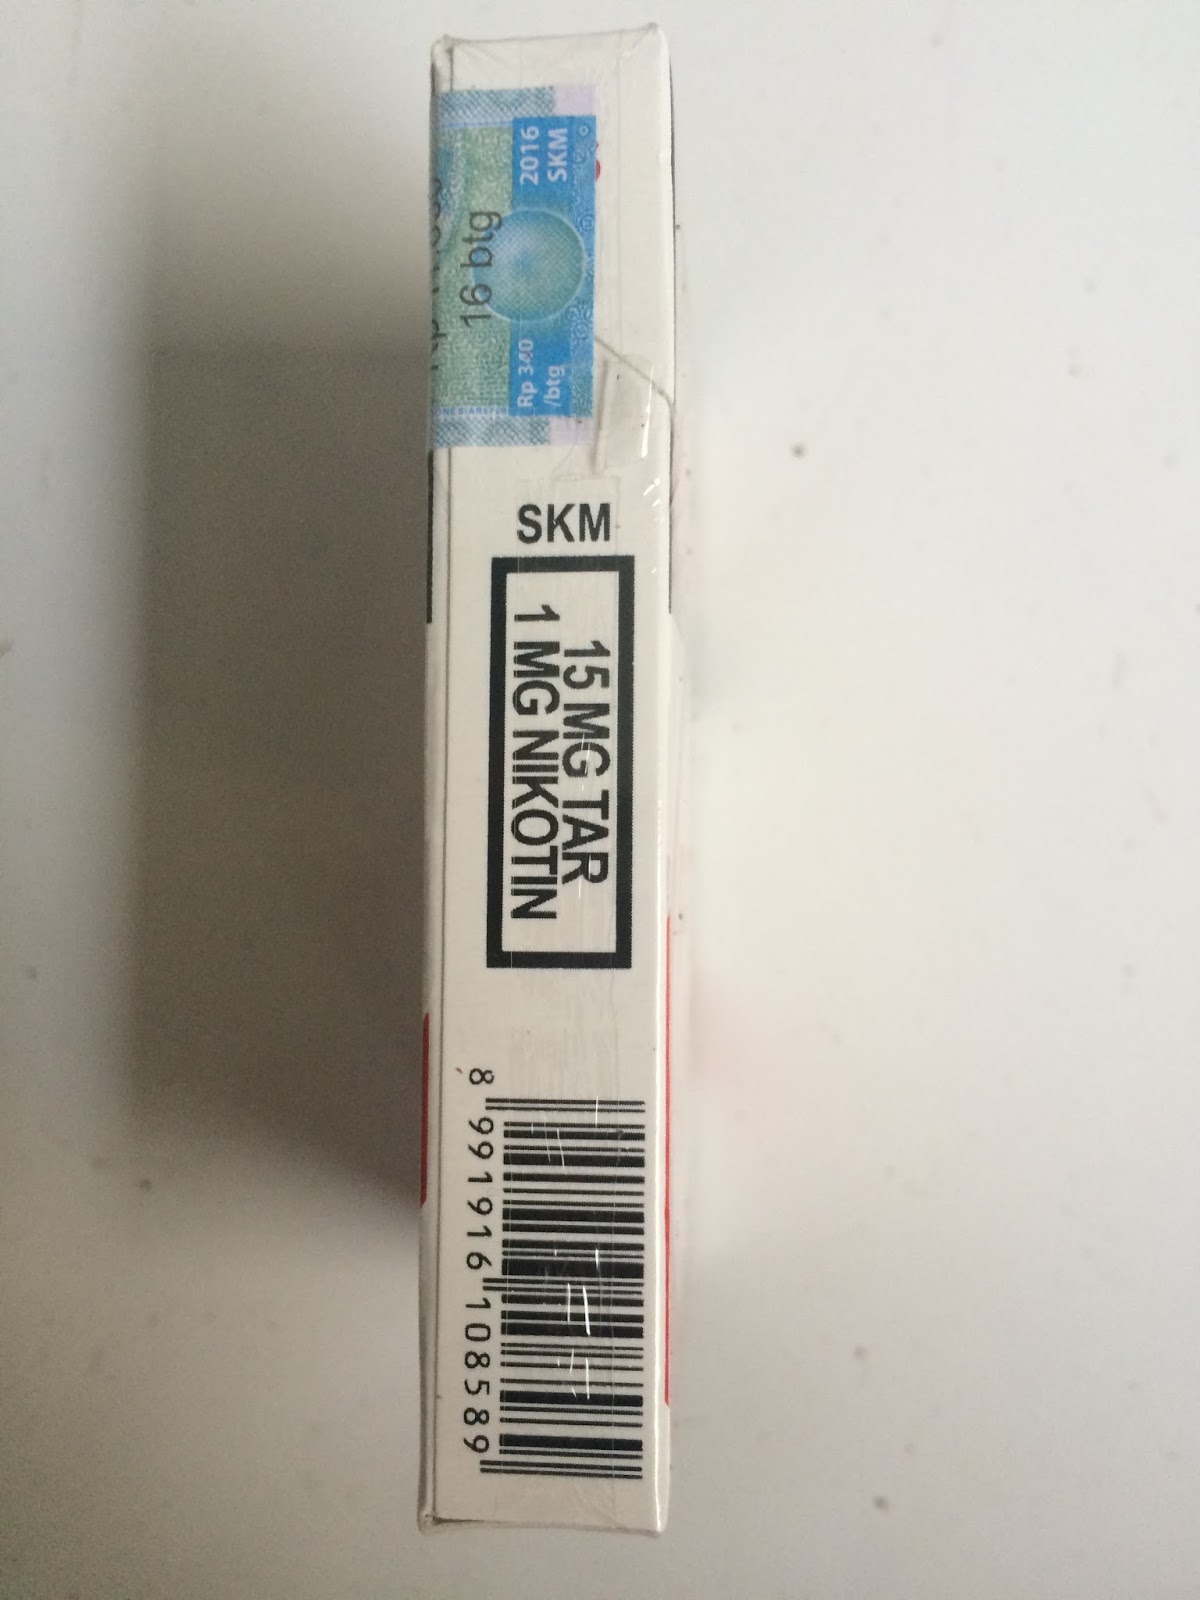 2016
SKM
16 btg
Rp 340
/btg
SKM
15 MG TAR
1 MG NIKOTIN
8 991916 108589